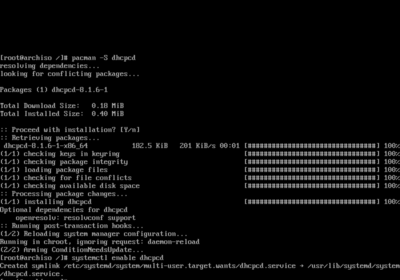 [root@archiso /]# pacman -S dhcpcd
resolving dependencies...
looking for conflicting packages...
Packages (1) dhcpcd-8.1.6-1
Total Download Size:   0.18 MiB
Total Installed Size:  0.40 MiB
:: Proceed with installation? [Y/n]
:: Retrieving packages...
dhcpcd-8.1.6-1-x86_64   182.5 KiB   201 KiB/s 00:01 [####################################] 100%
(1/1) checking keys in keyring [####################################] 100%
(1/1) checking package integrity [####################################] 100%
(1/1) loading package files [####################################] 100%
(1/1) checking for file conflicts [####################################] 100%
(1/1) checking available disk space [####################################] 100%
:: Processing package changes...
(1/1) installing dhcpcd [####################################] 100%
Optional dependencies for dhcpcd
openresolv: resolvconf support
:: Running post-transaction hooks...
(1/2) Reloading system manager configuration...
Running in chroot, ignoring request: daemon-reload
(2/2) Arming ConditionNeedsUpdate...
[root@archiso /]# systemctl enable dhcpcd
Created symlink /etc/systemd/system/multi-user.target.wants/dhcpcd.service → /usr/lib/systemd/system
/dhcpcd.service.